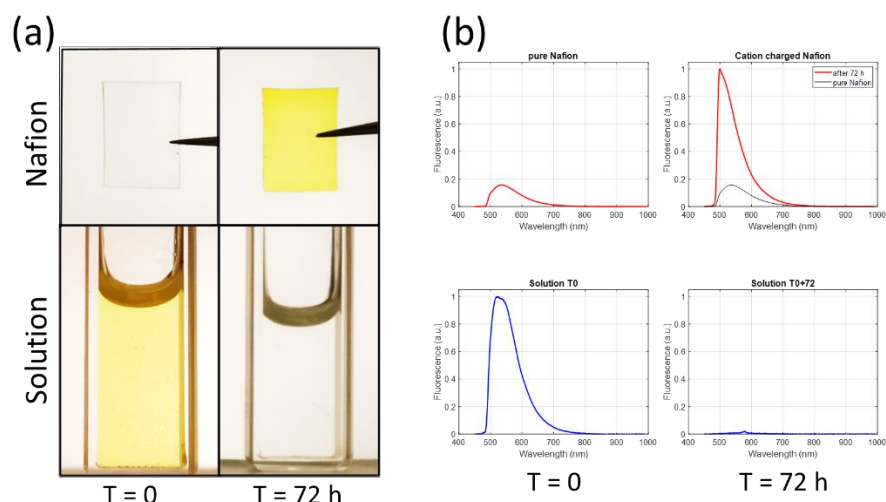 (a)
Nafion
Solution
T = 0
T = 72 h
(b)
pure Nafion
Fluorescence (a.u.)
1
0.8
0.6
0.4
0.2
0
400 500 600 700 800 900 1000
Wavelength (nm)
Cation charged Nafion
after 72 h
pure Nafion
Fluorescence (a.u.)
1
0.8
0.6
0.4
0.2
0
400 500 600 700 800 900 1000
Wavelength (nm)
Solution T0
Fluorescence (a.u.)
1
0.8
0.6
0.4
0.2
0
400 500 600 700 800 900 1000
Wavelength (nm)
Solution T0+72
Fluorescence (a.u.)
1
0.8
0.6
0.4
0.2
0
400 500 600 700 800 900 1000
Wavelength (nm)
T = 0
T = 72 h